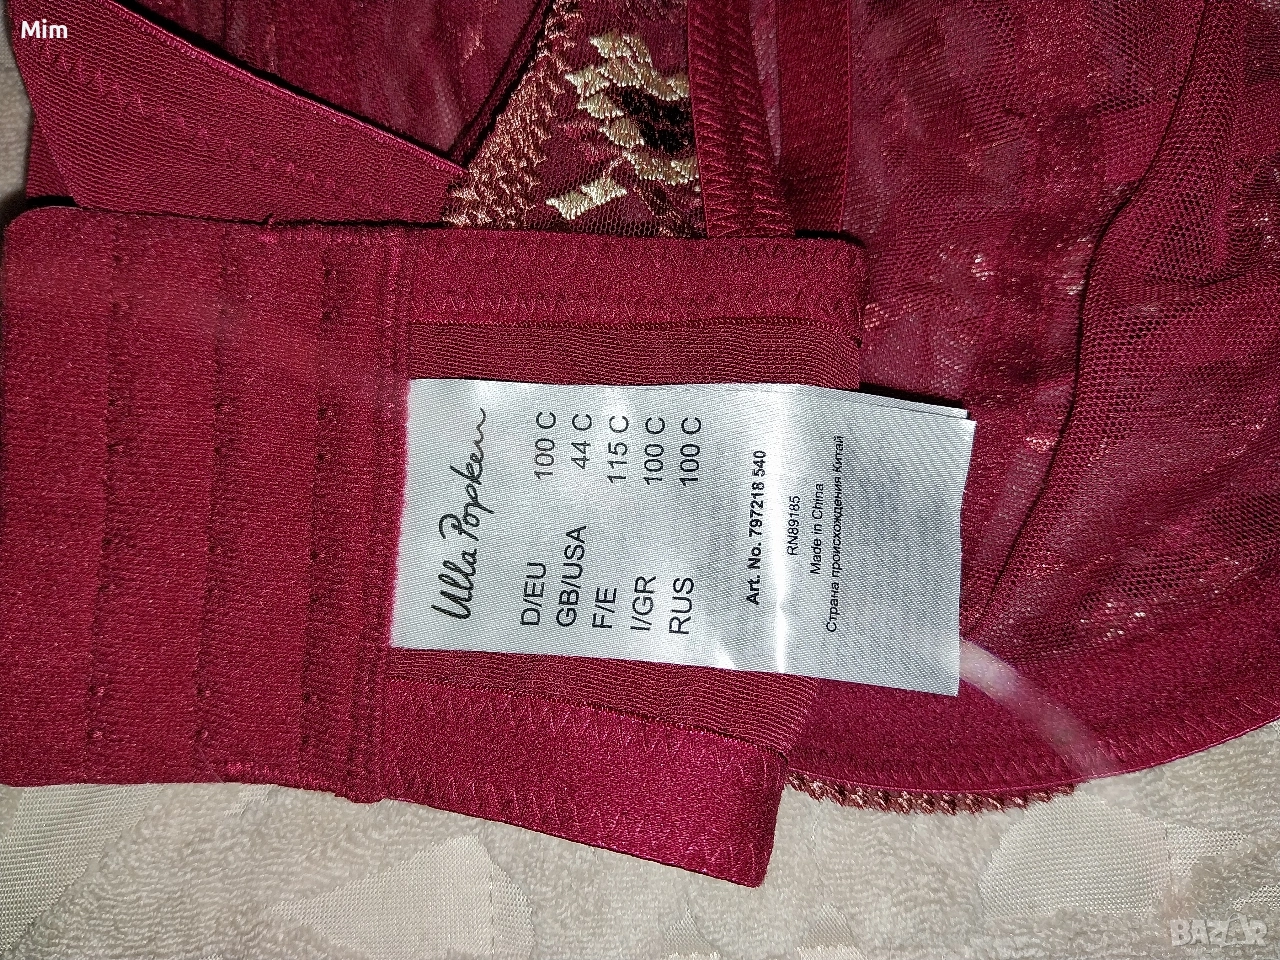 Mim
Ulla Popken
D/EU 100 C
GB/USA 44 C
F/E 115 C
I/GR 100 C
RUS 100 C
Art. No. 797218 540
RN89185
Made in China
Страна происхождения Китай
BAZAR